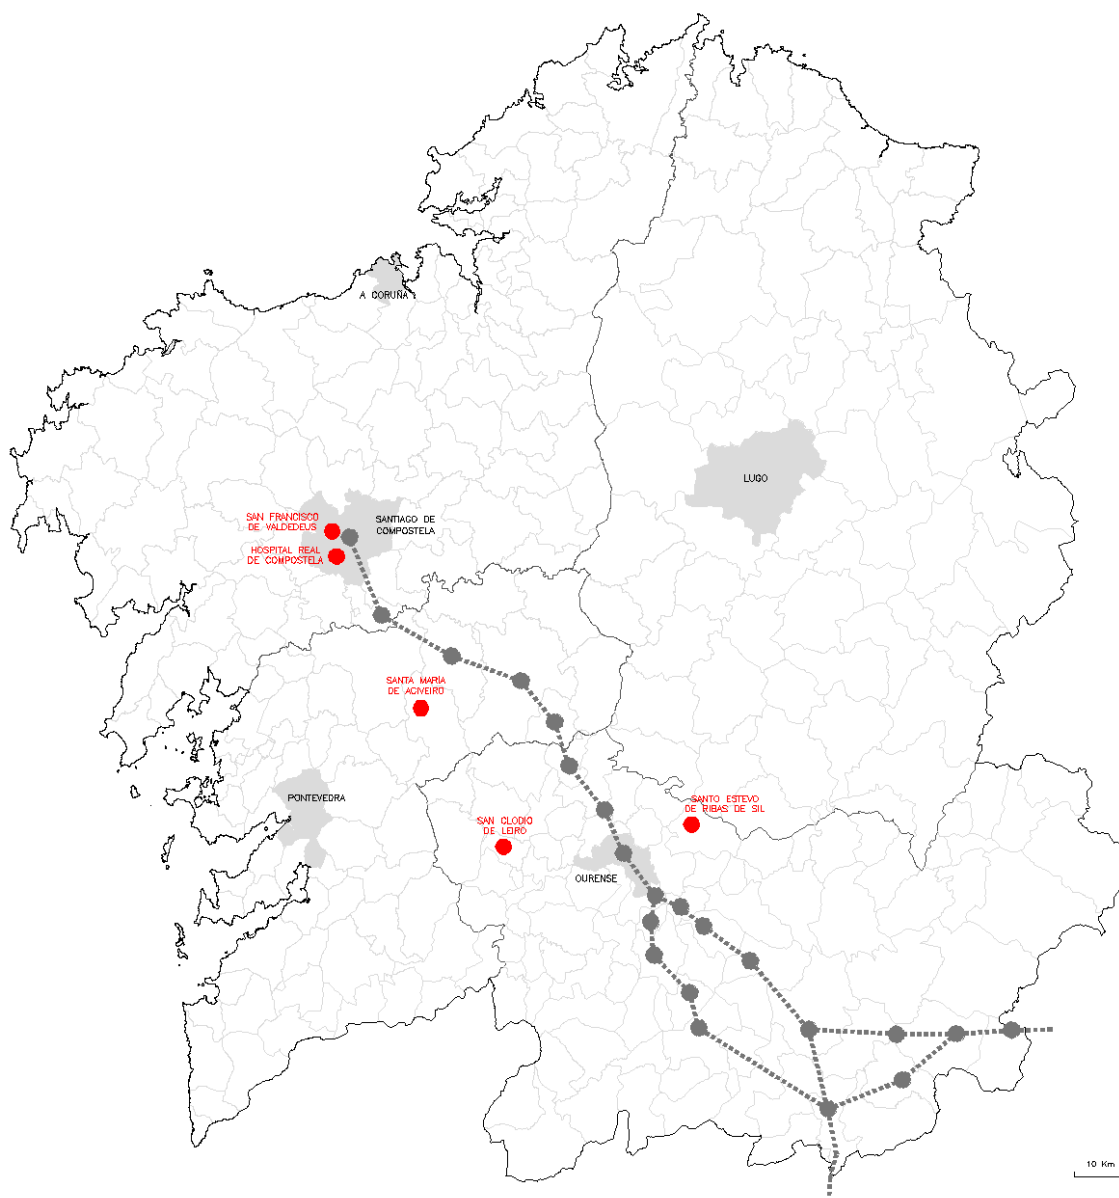 A CORUÑA
LUGO
SAN FRANCISCO
DE VALDEDEUS
SANTIAGO DE
COMPOSTELA
HOSPITAL REAL
DE COMPOSTELA
SANTA MARÍA
DE ACIVEIRO
PONTEVEDRA
SANTO ESTEVO
DE RIBAS DE SIL
SAN CLODIO
DE LEIRO
OURENSE
10 Km